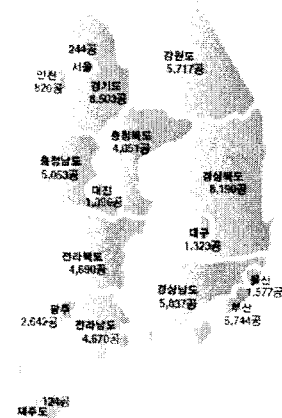 244공
서울
강원도
5,717공
인천
820공
경기도
8,503공
충청북도
4,051공
충청남도
5,053공
경상북도
8,190공
대전
대구
1,323공
전라북도
4,690공
울산
1,577공
경상남도
5,837공
부산
5,744공
광주
2,642공
전라남도
4,670공
124공
제주도